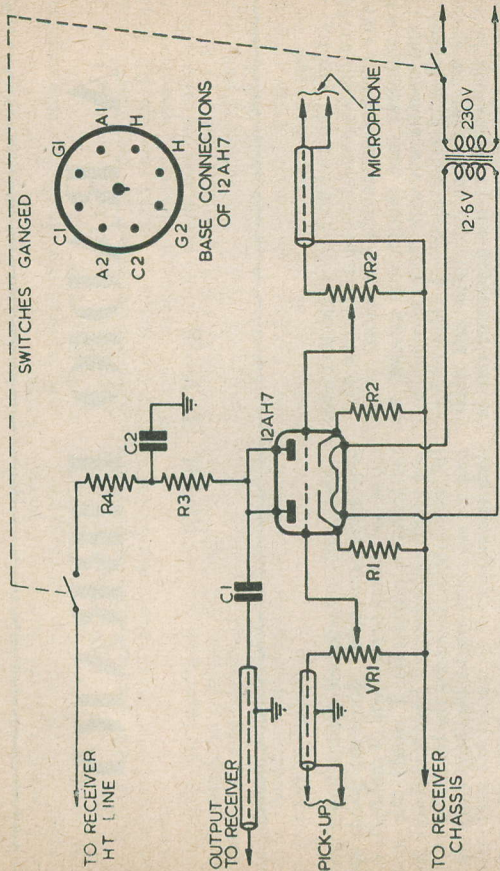 SWITCHES GANGED
C1
G1
A1
H
H
G2
C2
A2
BASE CONNECTIONS
OF 12AH7
TO RECEIVER
HT LINE
R4
C2
R3
12AH7
C1
OUTPUT
TO RECEIVER
PICK-UP
VR1
R1
R2
VR2
MICROPHONE
TO RECEIVER
CHASSIS
12·6V
230V